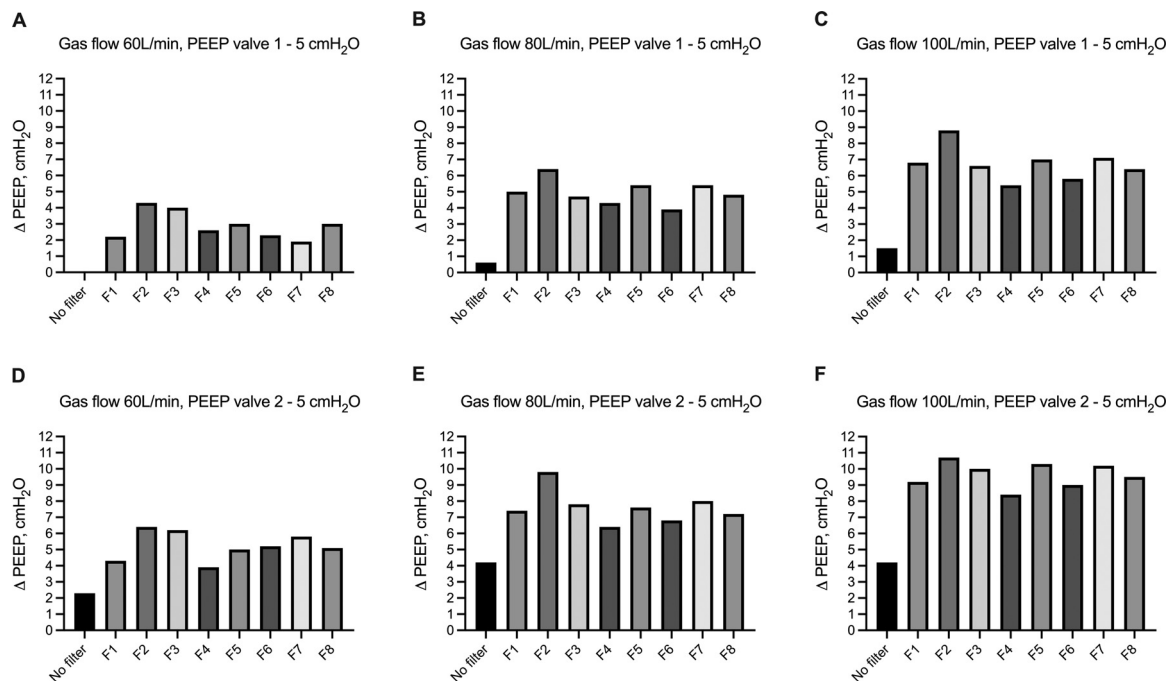 A
Gas flow 60L/min, PEEP valve 1 - 5 cmH₂O
12
11
10
9
8
7
6
5
4
3
2
1
0
Δ PEEP, cmH₂O
No filter
F1
F2
F3
F4
F5
F6
F7
F8
B
Gas flow 80L/min, PEEP valve 1 - 5 cmH₂O
12
11
10
9
8
7
6
5
4
3
2
1
0
Δ PEEP, cmH₂O
No filter
F1
F2
F3
F4
F5
F6
F7
F8
C
Gas flow 100L/min, PEEP valve 1 - 5 cmH₂O
12
11
10
9
8
7
6
5
4
3
2
1
0
Δ PEEP, cmH₂O
No filter
F1
F2
F3
F4
F5
F6
F7
F8
D
Gas flow 60L/min, PEEP valve 2 - 5 cmH₂O
12
11
10
9
8
7
6
5
4
3
2
1
0
Δ PEEP, cmH₂O
No filter
F1
F2
F3
F4
F5
F6
F7
F8
E
Gas flow 80L/min, PEEP valve 2 - 5 cmH₂O
12
11
10
9
8
7
6
5
4
3
2
1
0
Δ PEEP, cmH₂O
No filter
F1
F2
F3
F4
F5
F6
F7
F8
F
Gas flow 100L/min, PEEP valve 2 - 5 cmH₂O
12
11
10
9
8
7
6
5
4
3
2
1
0
Δ PEEP, cmH₂O
No filter
F1
F2
F3
F4
F5
F6
F7
F8